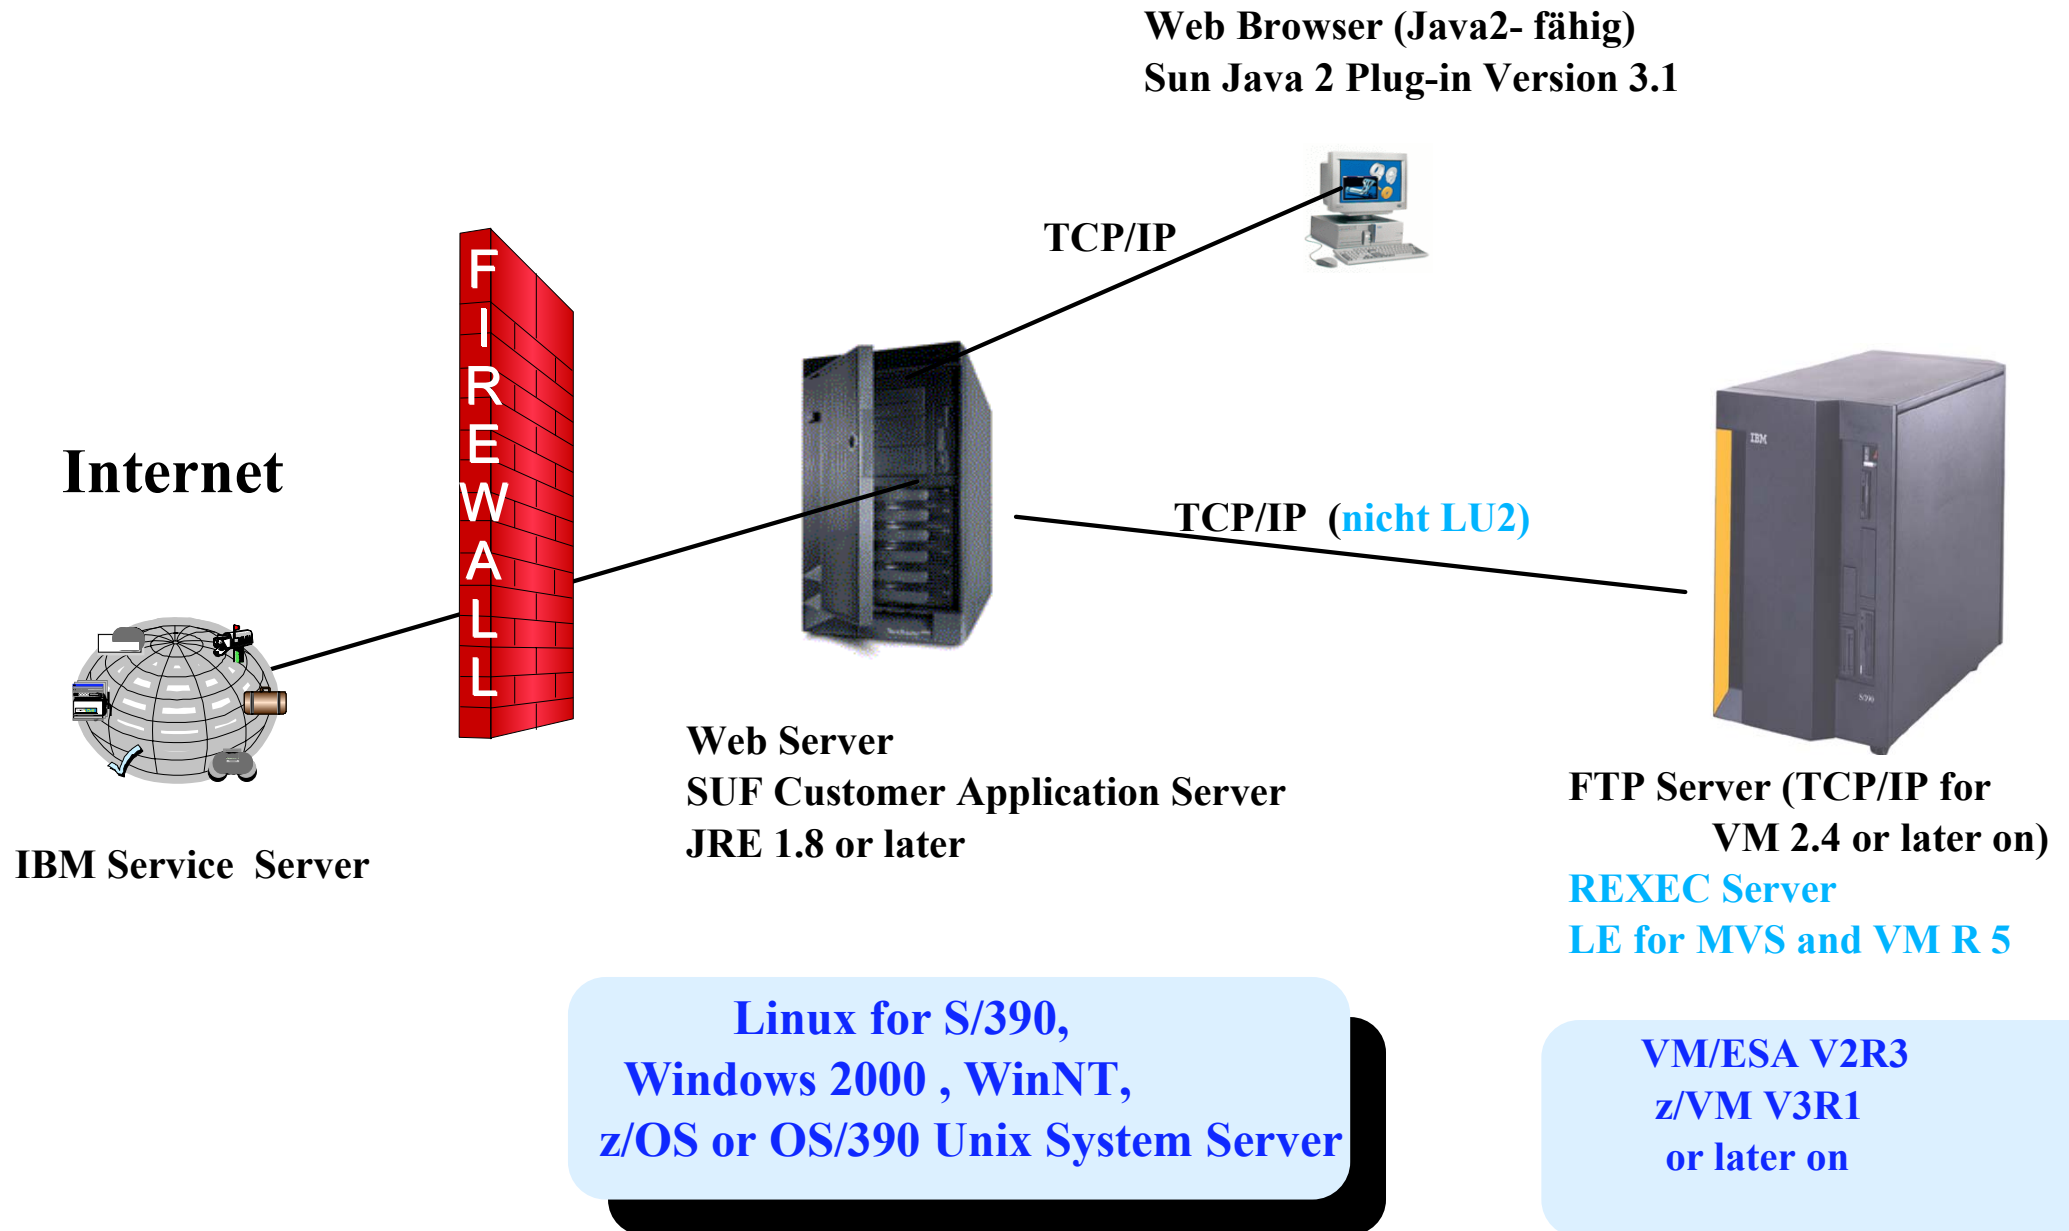 Web Browser (Java2- fähig)
Sun Java 2 Plug-in Version 3.1
TCP/IP
FIREWALL
Internet
IBM
TCP/IP (nicht LU2)
S/390
Web Server
SUF Customer Application Server
JRE 1.8 or later
IBM Service Server
FTP Server (TCP/IP for
VM 2.4 or later on)
REXEC Server
LE for MVS and VM R 5
Linux for S/390,
Windows 2000 , WinNT,
z/OS or OS/390 Unix System Server
VM/ESA V2R3
z/VM V3R1
or later on